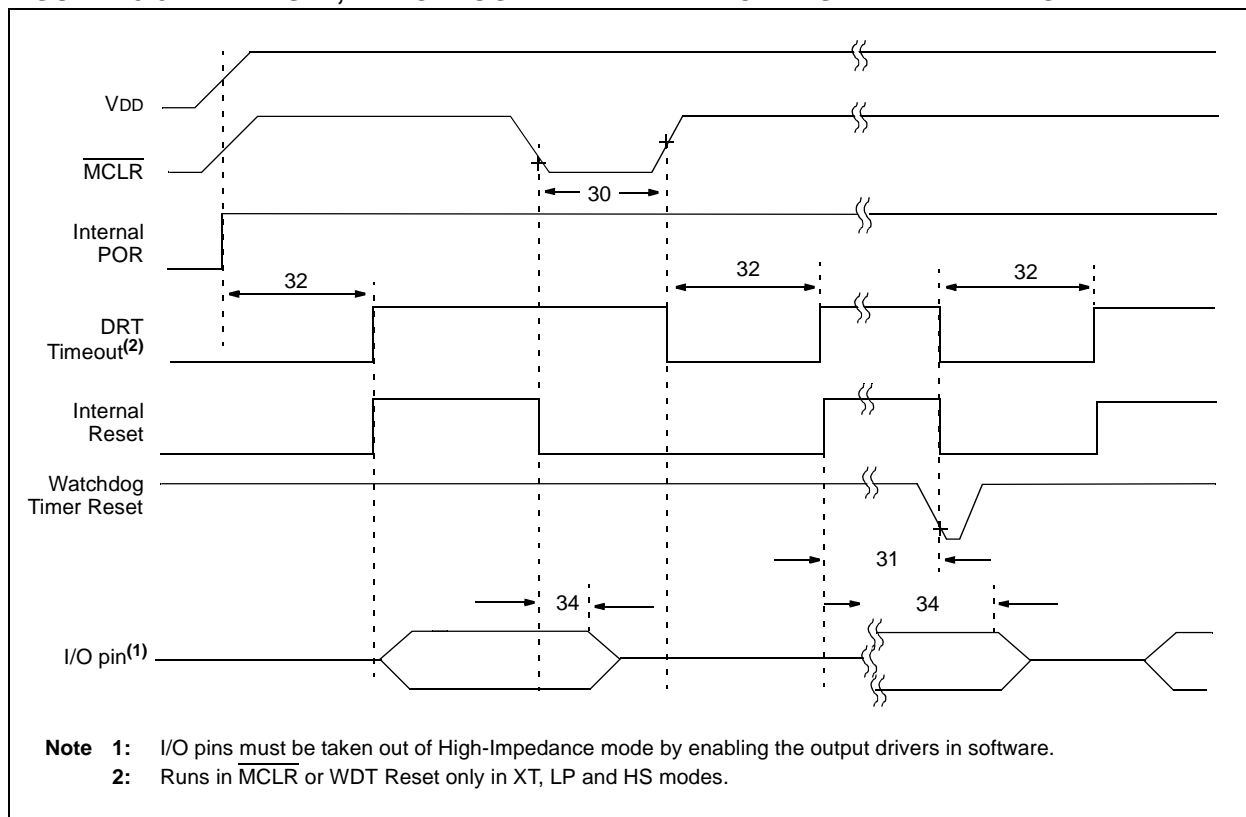 VDD
MCLR
30
Internal
POR
32
32
32
DRT
Timeout(2)
Internal
Reset
Watchdog
Timer Reset
31
34
34
I/O pin(1)
Note 1: I/O pins must be taken out of High-Impedance mode by enabling the output drivers in software.
2: Runs in MCLR or WDT Reset only in XT, LP and HS modes.